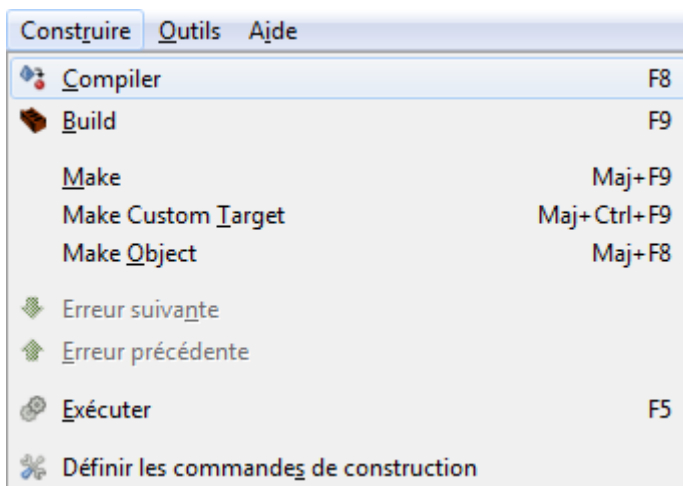 Construire Outils Aide
Compiler F8
Build F9
Make Maj+F9
Make Custom Target Maj+Ctrl+F9
Make Object Maj+F8
Erreur suivante
Erreur précédente
Exécuter F5
Définir les commandes de construction